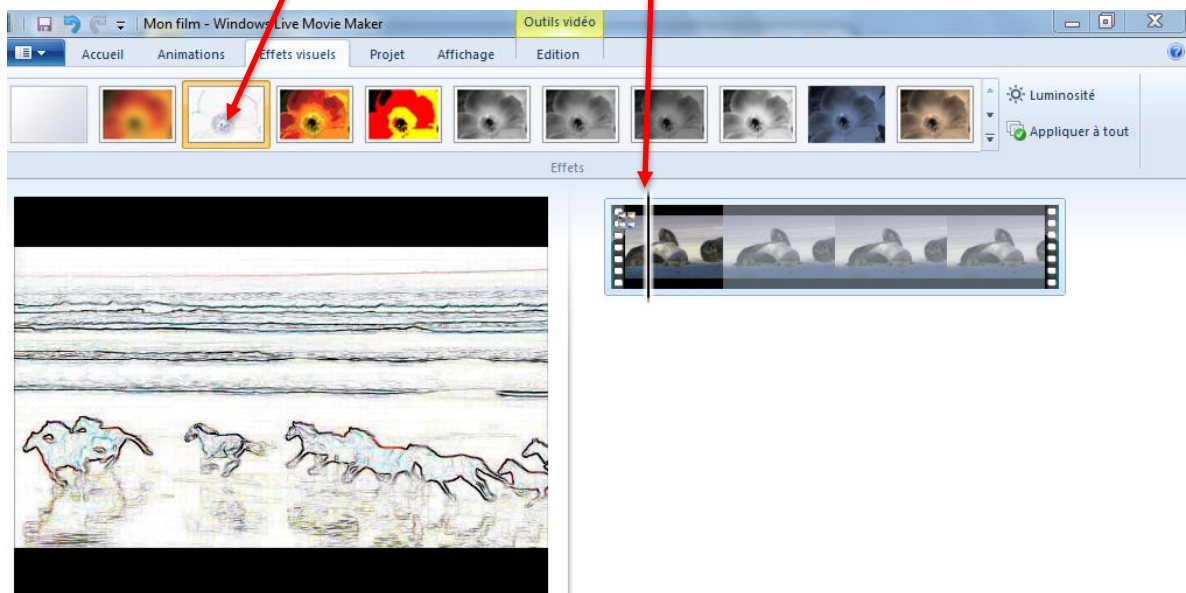 Mon film - Windows Live Movie Maker
Outils vidéo
Accueil
Animations
Effets visuels
Projet
Affichage
Edition
Luminosité
Appliquer à tout
Effets